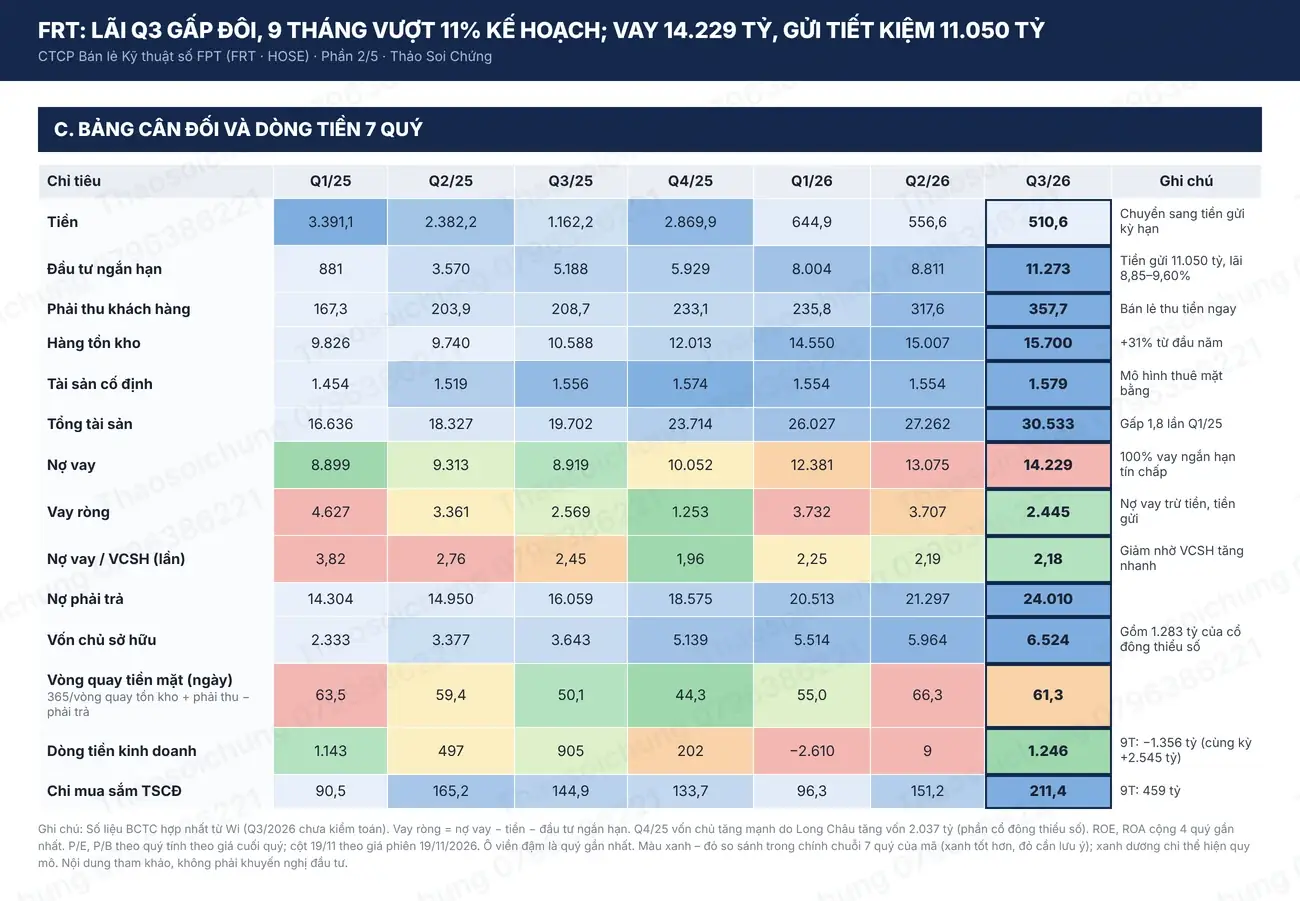 FRT: LÃI Q3 GẤP ĐÔI, 9 THÁNG VƯỢT 11% KẾ HOẠCH; VAY 14.229 TỶ, GỬI TIẾT KIỆM 11.050 TỶ
CTCP Bán lẻ Kỹ thuật số FPT (FRT · HOSE) · Phần 2/5 · Thảo Soi Chứng
C. BẢNG CÂN ĐỐI VÀ DÒNG TIỀN 7 QUÝ
Chỉ tiêu Q1/25 Q2/25 Q3/25 Q4/25 Q1/26 Q2/26 Q3/26 Ghi chú
Tiền 3.391,1 2.382,2 1.162,2 2.869,9 644,9 556,6 510,6 Chuyển sang tiền gửi
kỳ hạn
Đầu tư ngắn hạn 881 3.570 5.188 5.929 8.004 8.811 11.273 Tiền gửi 11.050 tỷ, lãi
8,85–9,60%
Phải thu khách hàng 167,3 203,9 208,7 233,1 235,8 317,6 357,7 Bán lẻ thu tiền ngay
Hàng tồn kho 9.826 9.740 10.588 12.013 14.550 15.007 15.700 +31% từ đầu năm
Tài sản cố định 1.454 1.519 1.556 1.574 1.554 1.554 1.579 Mô hình thuê mặt
bằng
Tổng tài sản 16.636 18.327 19.702 23.714 26.027 27.262 30.533 Gấp 1,8 lần Q1/25
Nợ vay 8.899 9.313 8.919 10.052 12.381 13.075 14.229 100% vay ngắn hạn
tín chấp
Vay ròng 4.627 3.361 2.569 1.253 3.732 3.707 2.445 Nợ vay trừ tiền, tiền
gửi
Nợ vay / VCSH (lần) 3,82 2,76 2,45 1,96 2,25 2,19 2,18 Giảm nhờ VCSH tăng
nhanh
Nợ phải trả 14.304 14.950 16.059 18.575 20.513 21.297 24.010
Vốn chủ sở hữu 2.333 3.377 3.643 5.139 5.514 5.964 6.524 Gồm 1.283 tỷ của cổ
đông thiểu số
Vòng quay tiền mặt (ngày) 63,5 59,4 50,1 44,3 55,0 66,3 61,3
365/vòng quay tồn kho + phải thu −
phải trả
Dòng tiền kinh doanh 1.143 497 905 202 −2.610 9 1.246 9T: −1.356 tỷ (cùng kỳ
+2.545 tỷ)
Chi mua sắm TSCĐ 90,5 165,2 144,9 133,7 96,3 151,2 211,4 9T: 459 tỷ
Ghi chú: Số liệu BCTC hợp nhất từ Wi (Q3/2026 chưa kiểm toán). Vay ròng = nợ vay − tiền − đầu tư ngắn hạn. Q4/25 vốn chủ tăng mạnh do Long Châu tăng vốn 2.037 tỷ (phần cổ đông thiểu số). ROE, ROA cộng 4 quý gần
nhất. P/E, P/B theo quý tính theo giá cuối quý; cột 19/11 theo giá phiên 19/11/2026. Ô viền đậm là quý gần nhất. Màu xanh – đỏ so sánh trong chính chuỗi 7 quý của mã (xanh tốt hơn, đỏ cần lưu ý); xanh dương chỉ thể hiện quy
mô. Nội dung tham khảo, không phải khuyến nghị đầu tư.
Thaosoichung 0796386221